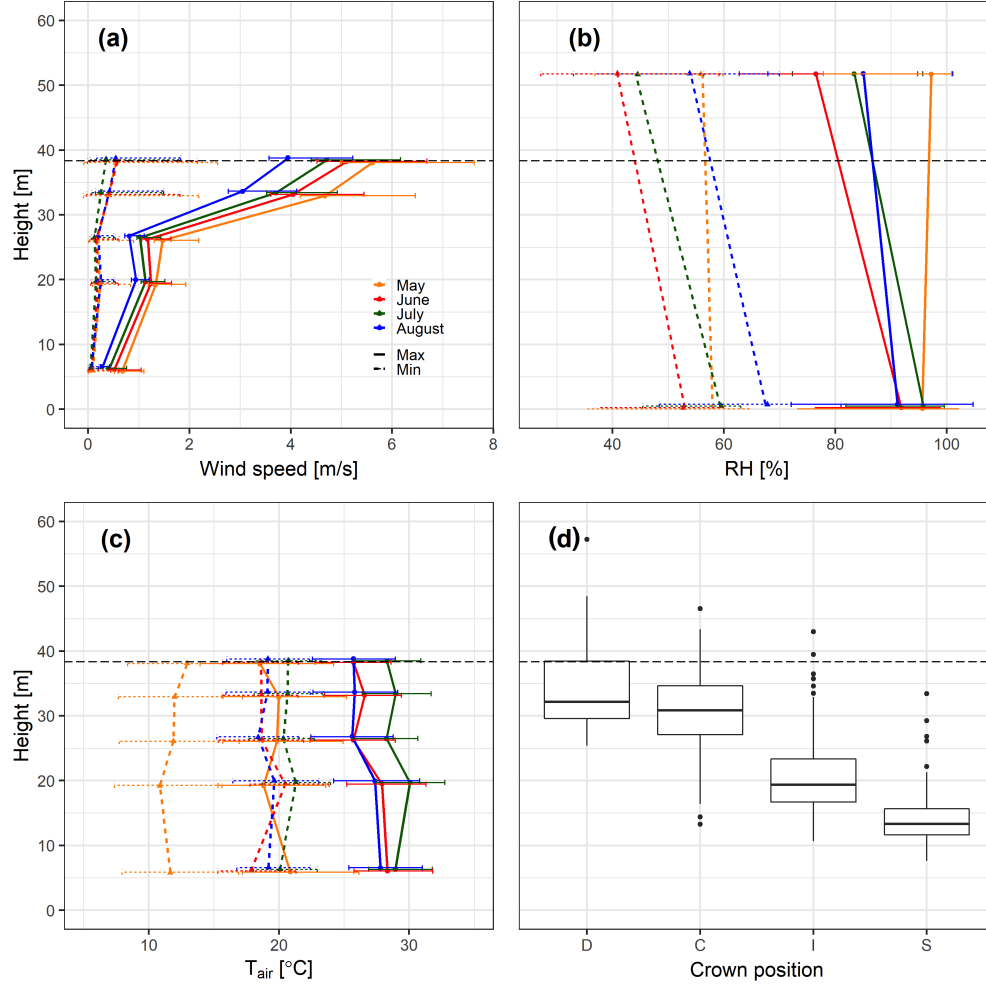 (a)
Height [m]
60
50
40
30
20
10
0
May
June
July
August
Max
Min
0 2 4 6 8
Wind speed [m/s]
(b)
40 60 80 100
RH [%]
(c)
Height [m]
60
50
40
30
20
10
0
10 20 30
T_air [°C]
(d)
D C I S
Crown position